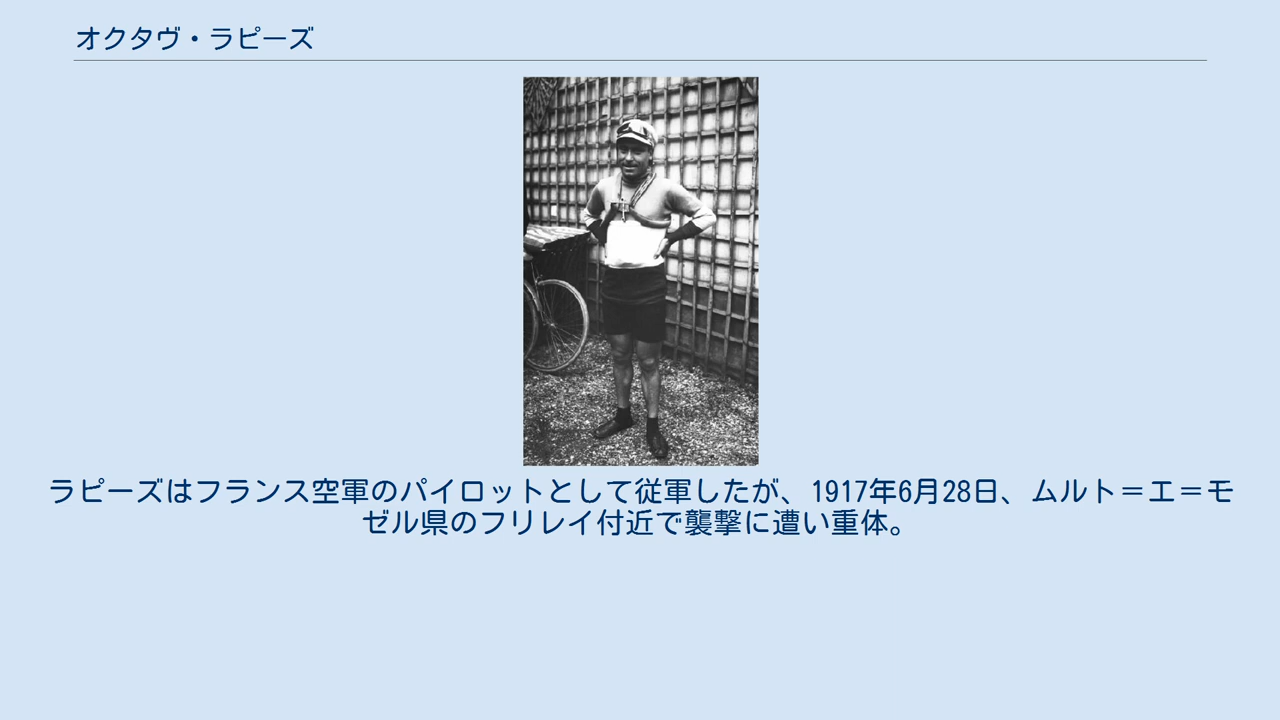 オクタヴ・ラピーズ
ラピーズはフランス空軍のパイロットとして従軍したが、1917年6月28日、ムルト＝エ＝モ
ゼル県のフリレイ付近で襲撃に遭い重体。